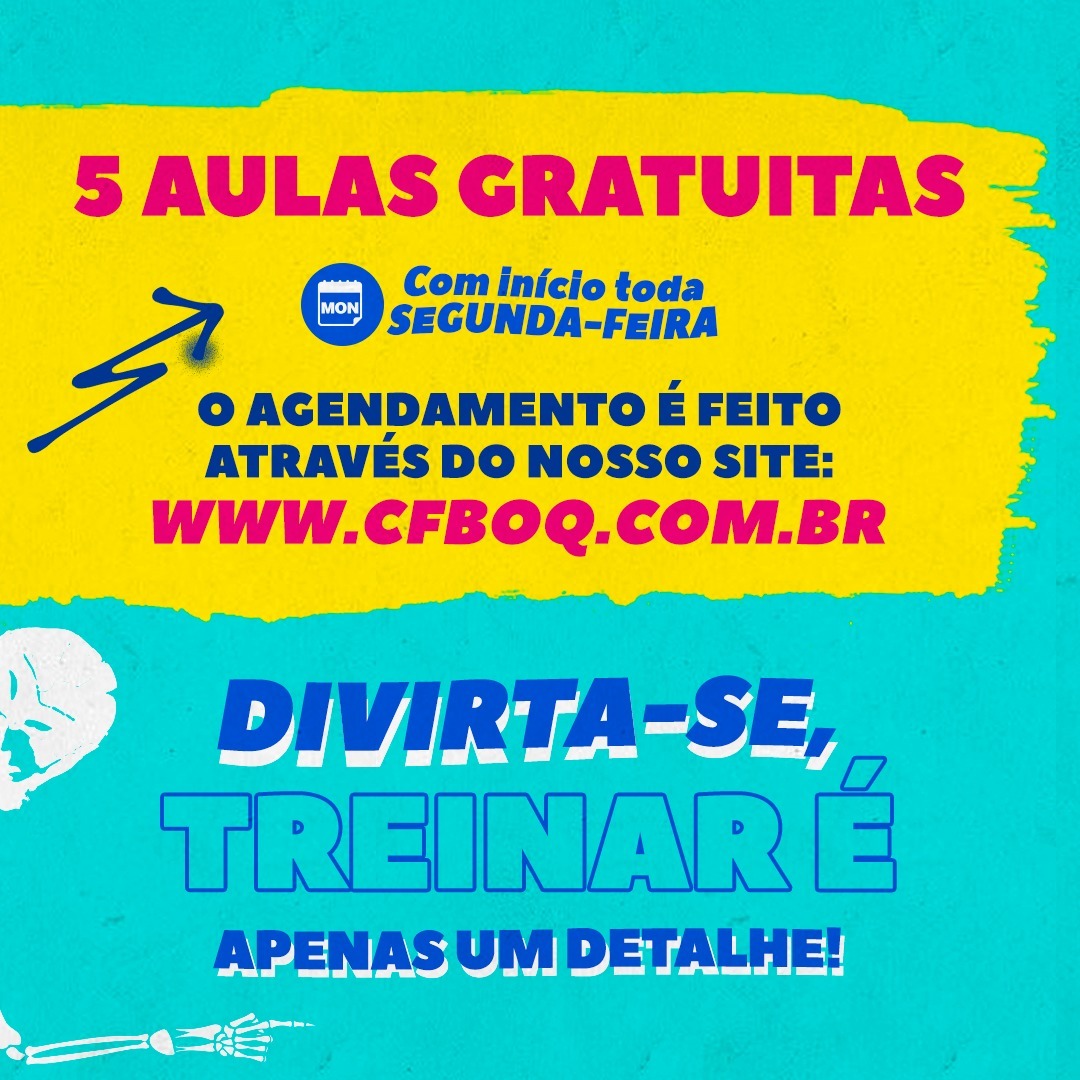 5 AULAS GRATUITAS
MON
Com início toda
SEGUNDA-FEIRA
O AGENDAMENTO É FEITO
ATRAVÉS DO NOSSO SITE:
WWW.CFBOQ.COM.BR
DIVIRTA-SE,
TREINAR É
APENAS UM DETALHE!